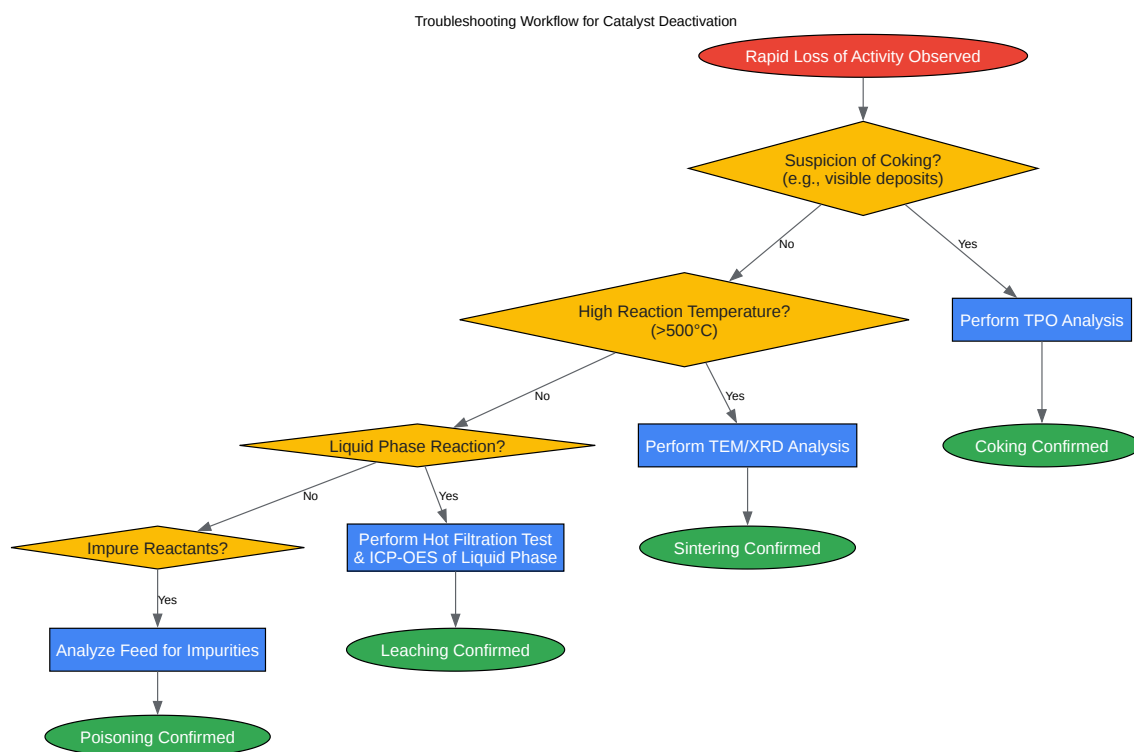 Troubleshooting Workflow for Catalyst Deactivation
Rapid Loss of Activity Observed
Suspicion of Coking?
(e.g., visible deposits)
No
Yes
High Reaction Temperature?
(>500°C)
Perform TPO Analysis
No
Yes
Liquid Phase Reaction?
Perform TEM/XRD Analysis
Coking Confirmed
No
Yes
Impure Reactants?
Perform Hot Filtration Test
& ICP-OES of Liquid Phase
Sintering Confirmed
Yes
Analyze Feed for Impurities
Leaching Confirmed
Poisoning Confirmed